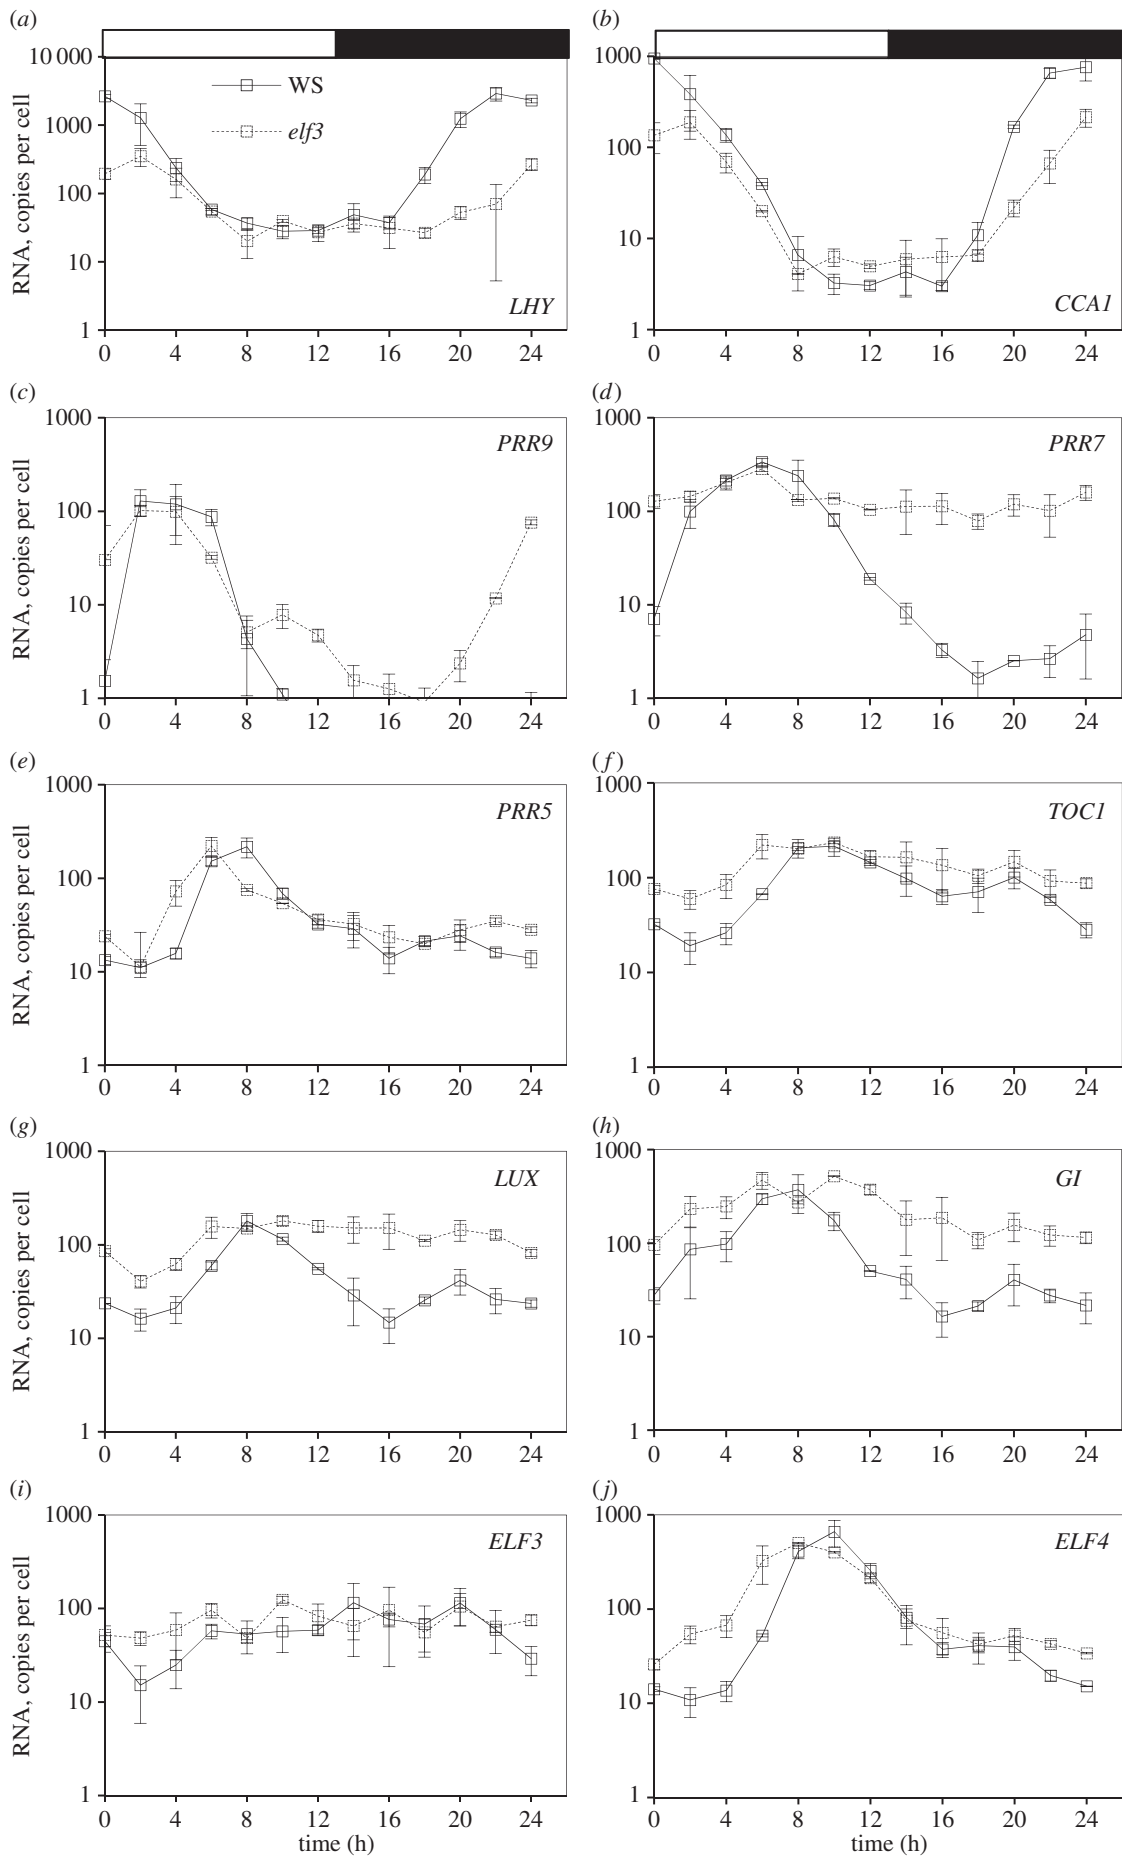 (a)
(b)
10 000
1000
100
10
1
RNA, copies per cell
WS
elf3
LHY
0 4 8 12 16 20 24
1000
100
10
1
CCA1
0 4 8 12 16 20 24
(c)
(d)
1000
100
10
1
RNA, copies per cell
PRR9
0 4 8 12 16 20 24
1000
100
10
1
PRR7
0 4 8 12 16 20 24
(e)
(f)
1000
100
10
1
RNA, copies per cell
PRR5
0 4 8 12 16 20 24
1000
100
10
1
TOC1
0 4 8 12 16 20 24
(g)
(h)
1000
100
10
1
RNA, copies per cell
LUX
0 4 8 12 16 20 24
1000
100
10
1
GI
0 4 8 12 16 20 24
(i)
(j)
1000
100
10
1
RNA, copies per cell
ELF3
0 4 8 12 16 20 24
time (h)
1000
100
10
1
ELF4
0 4 8 12 16 20 24
time (h)